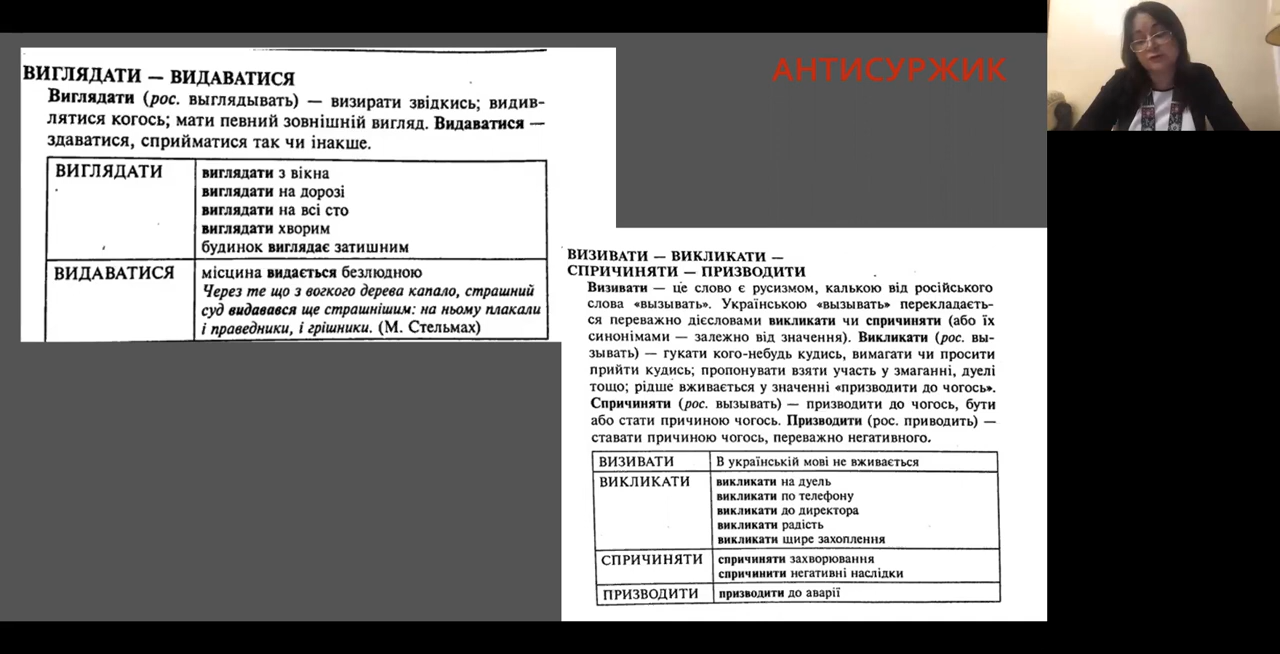 АНТИСУРЖИК
ВИГЛЯДАТИ — ВИДАВАТИСЯ
Виглядати (рос. выглядывать) — визирати звідкись; видив-
лятися когось; мати певний зовнішній вигляд. Видаватися —
здаватися, сприйматися так чи інакше.
ВИГЛЯДАТИ
виглядати з вікна
виглядати на дорозі
виглядати на всі сто
виглядати хворим
будинок виглядає затишним
ВИДАВАТИСЯ
місцина видається безлюдною
Через те що з вогкого дерева капало, страшний
суд видавався ще страшнішим: на ньому плакали
і праведники, і грішники. (М. Стельмах)
ВИЗИВАТИ — ВИКЛИКАТИ —
СПРИЧИНЯТИ — ПРИЗВОДИТИ
Визивати — це слово є русизмом, калькою від російського
слова «вызывать». Українською «вызывать» перекладаєть-
ся переважно дієсловами викликати чи спричиняти (або їх
синонімами — залежно від значення). Викликати (рос. вы-
зывать) — гукати кого-небудь кудись, вимагати чи просити
прийти кудись; пропонувати взяти участь у змаганні, дуелі
тощо; рідше вживається у значенні «призводити до чогось».
Спричиняти (рос. вызывать) — призводити до чогось, бути
або стати причиною чогось. Призводити (рос. приводить) —
ставати причиною чогось, переважно негативного.
ВИЗИВАТИ
В українській мові не вживається
ВИКЛИКАТИ
викликати на дуель
викликати по телефону
викликати до директора
викликати радість
викликати щире захоплення
СПРИЧИНЯТИ
спричиняти захворювання
спричинити негативні наслідки
ПРИЗВОДИТИ
призводити до аварії